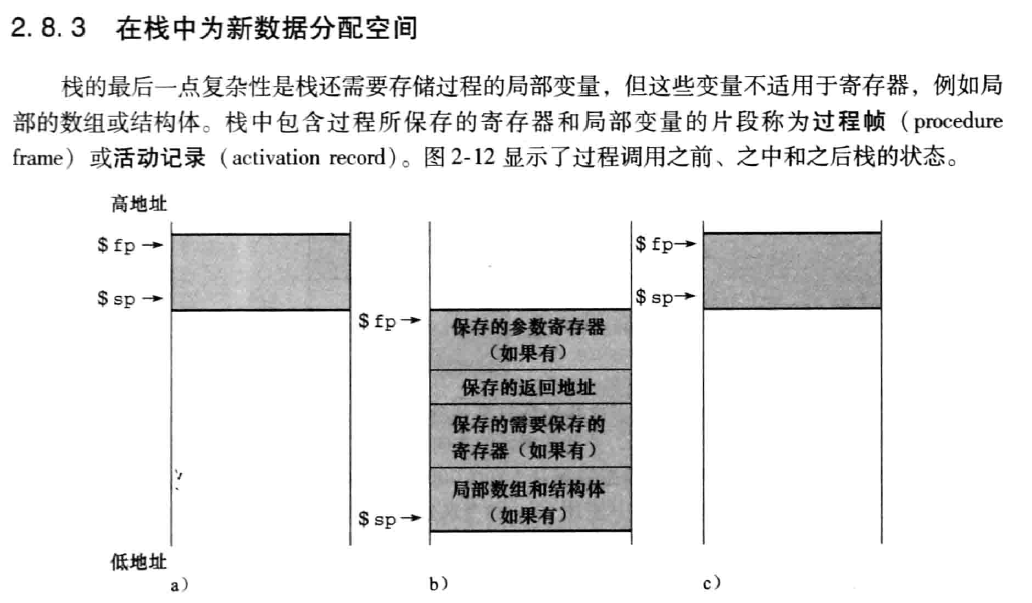 2.8.3 在栈中为新数据分配空间
栈的最后一点复杂性是栈还需要存储过程的局部变量，但这些变量不适用于寄存器，例如局
部的数组或结构体。栈中包含过程所保存的寄存器和局部变量的片段称为过程帧（procedure
frame）或活动记录（activation record）。图 2-12 显示了过程调用之前、之中和之后栈的状态。
高地址
$fp
$sp
$fp
保存的参数寄存器
（如果有）
保存的返回地址
保存的需要保存的
寄存器（如果有）
局部数组和结构体
（如果有）
$sp
$fp
$sp
低地址
a）
b）
c）